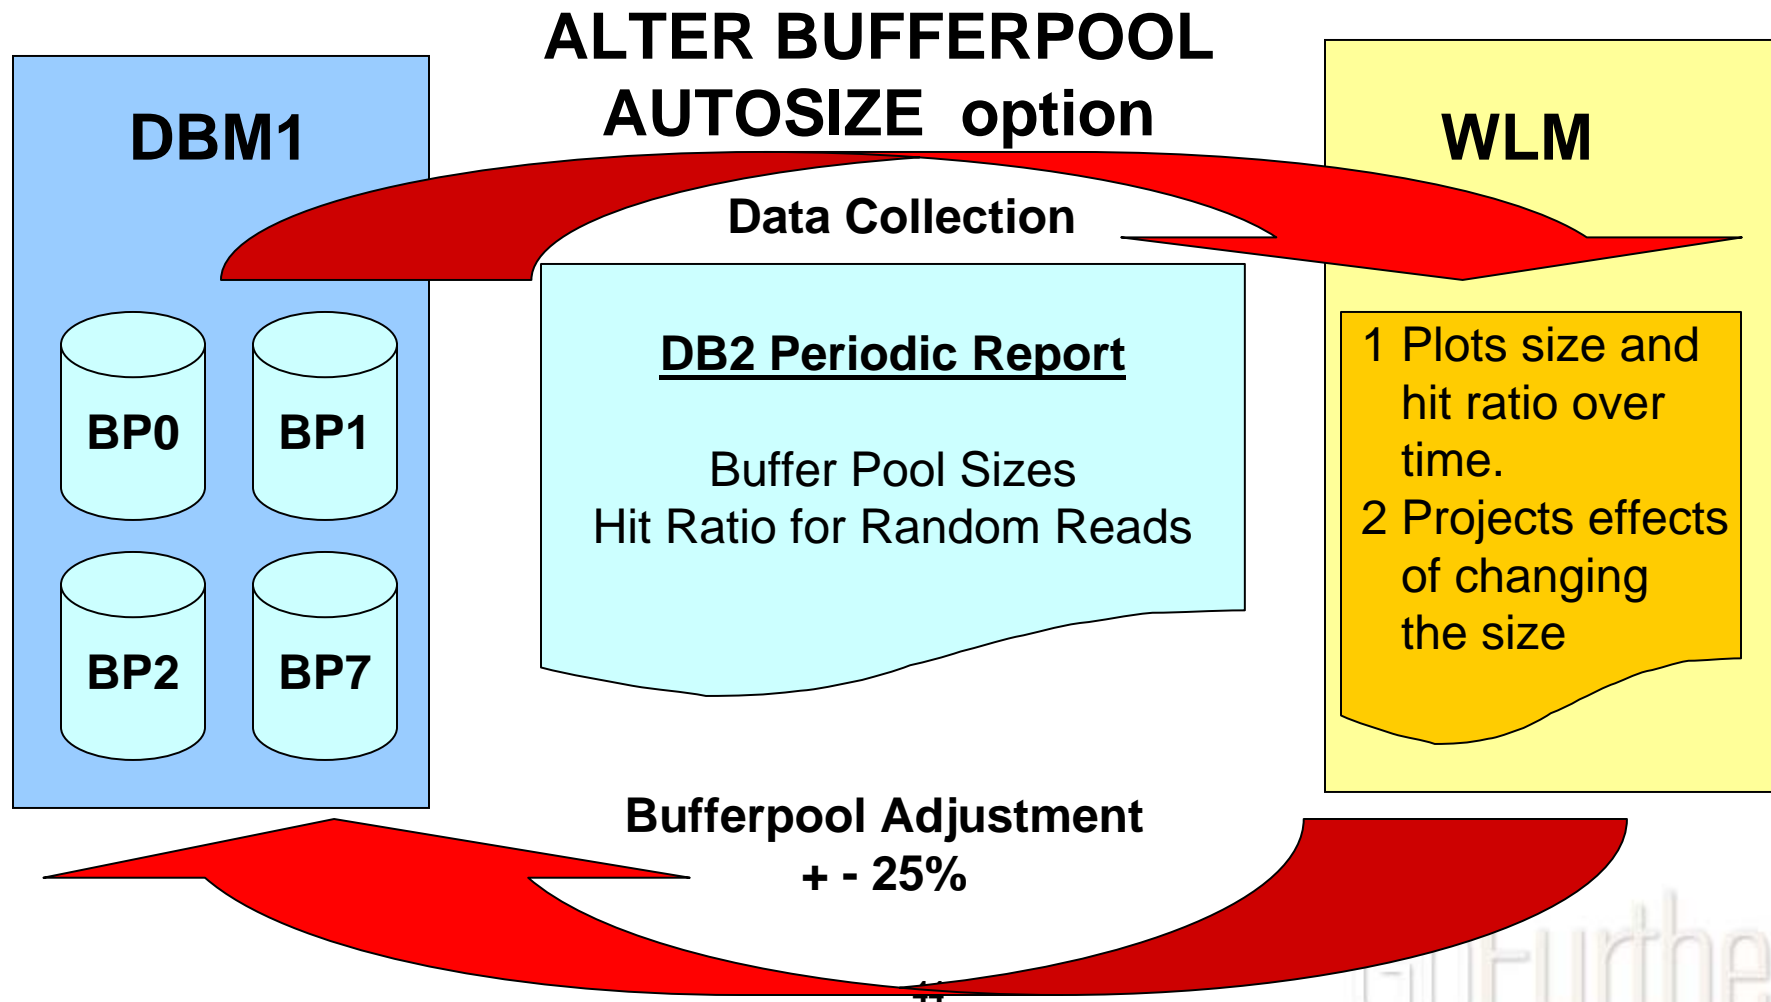 ALTER BUFFERPOOL
AUTOSIZE option
DBM1
WLM
Data Collection
DB2 Periodic Report
Buffer Pool Sizes
Hit Ratio for Random Reads
BP0
BP1
BP2
BP7
1 Plots size and
hit ratio over
time.
2 Projects effects
of changing
the size
Bufferpool Adjustment
+ - 25%